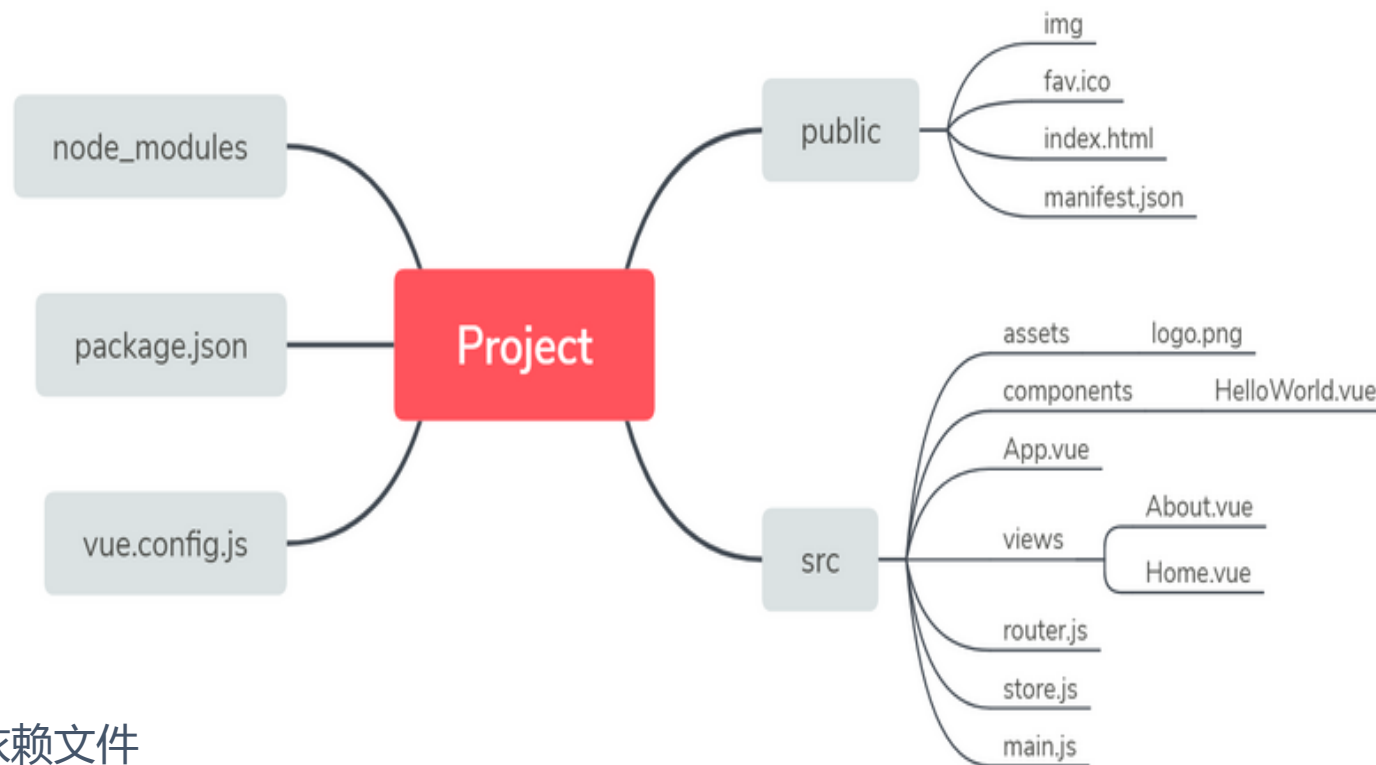 node_modules
package.json
vue.config.js
Project
public
img
fav.ico
index.html
manifest.json
src
assets
logo.png
components
HelloWorld.vue
App.vue
views
About.vue
Home.vue
router.js
store.js
main.js
依赖文件